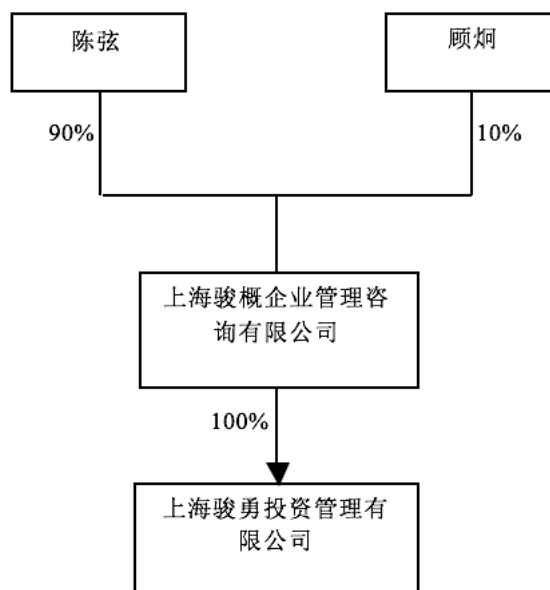 陈弦
顾炯
90%
10%
上海骏概企业管理咨
询有限公司
100%
上海骏勇投资管理有
限公司